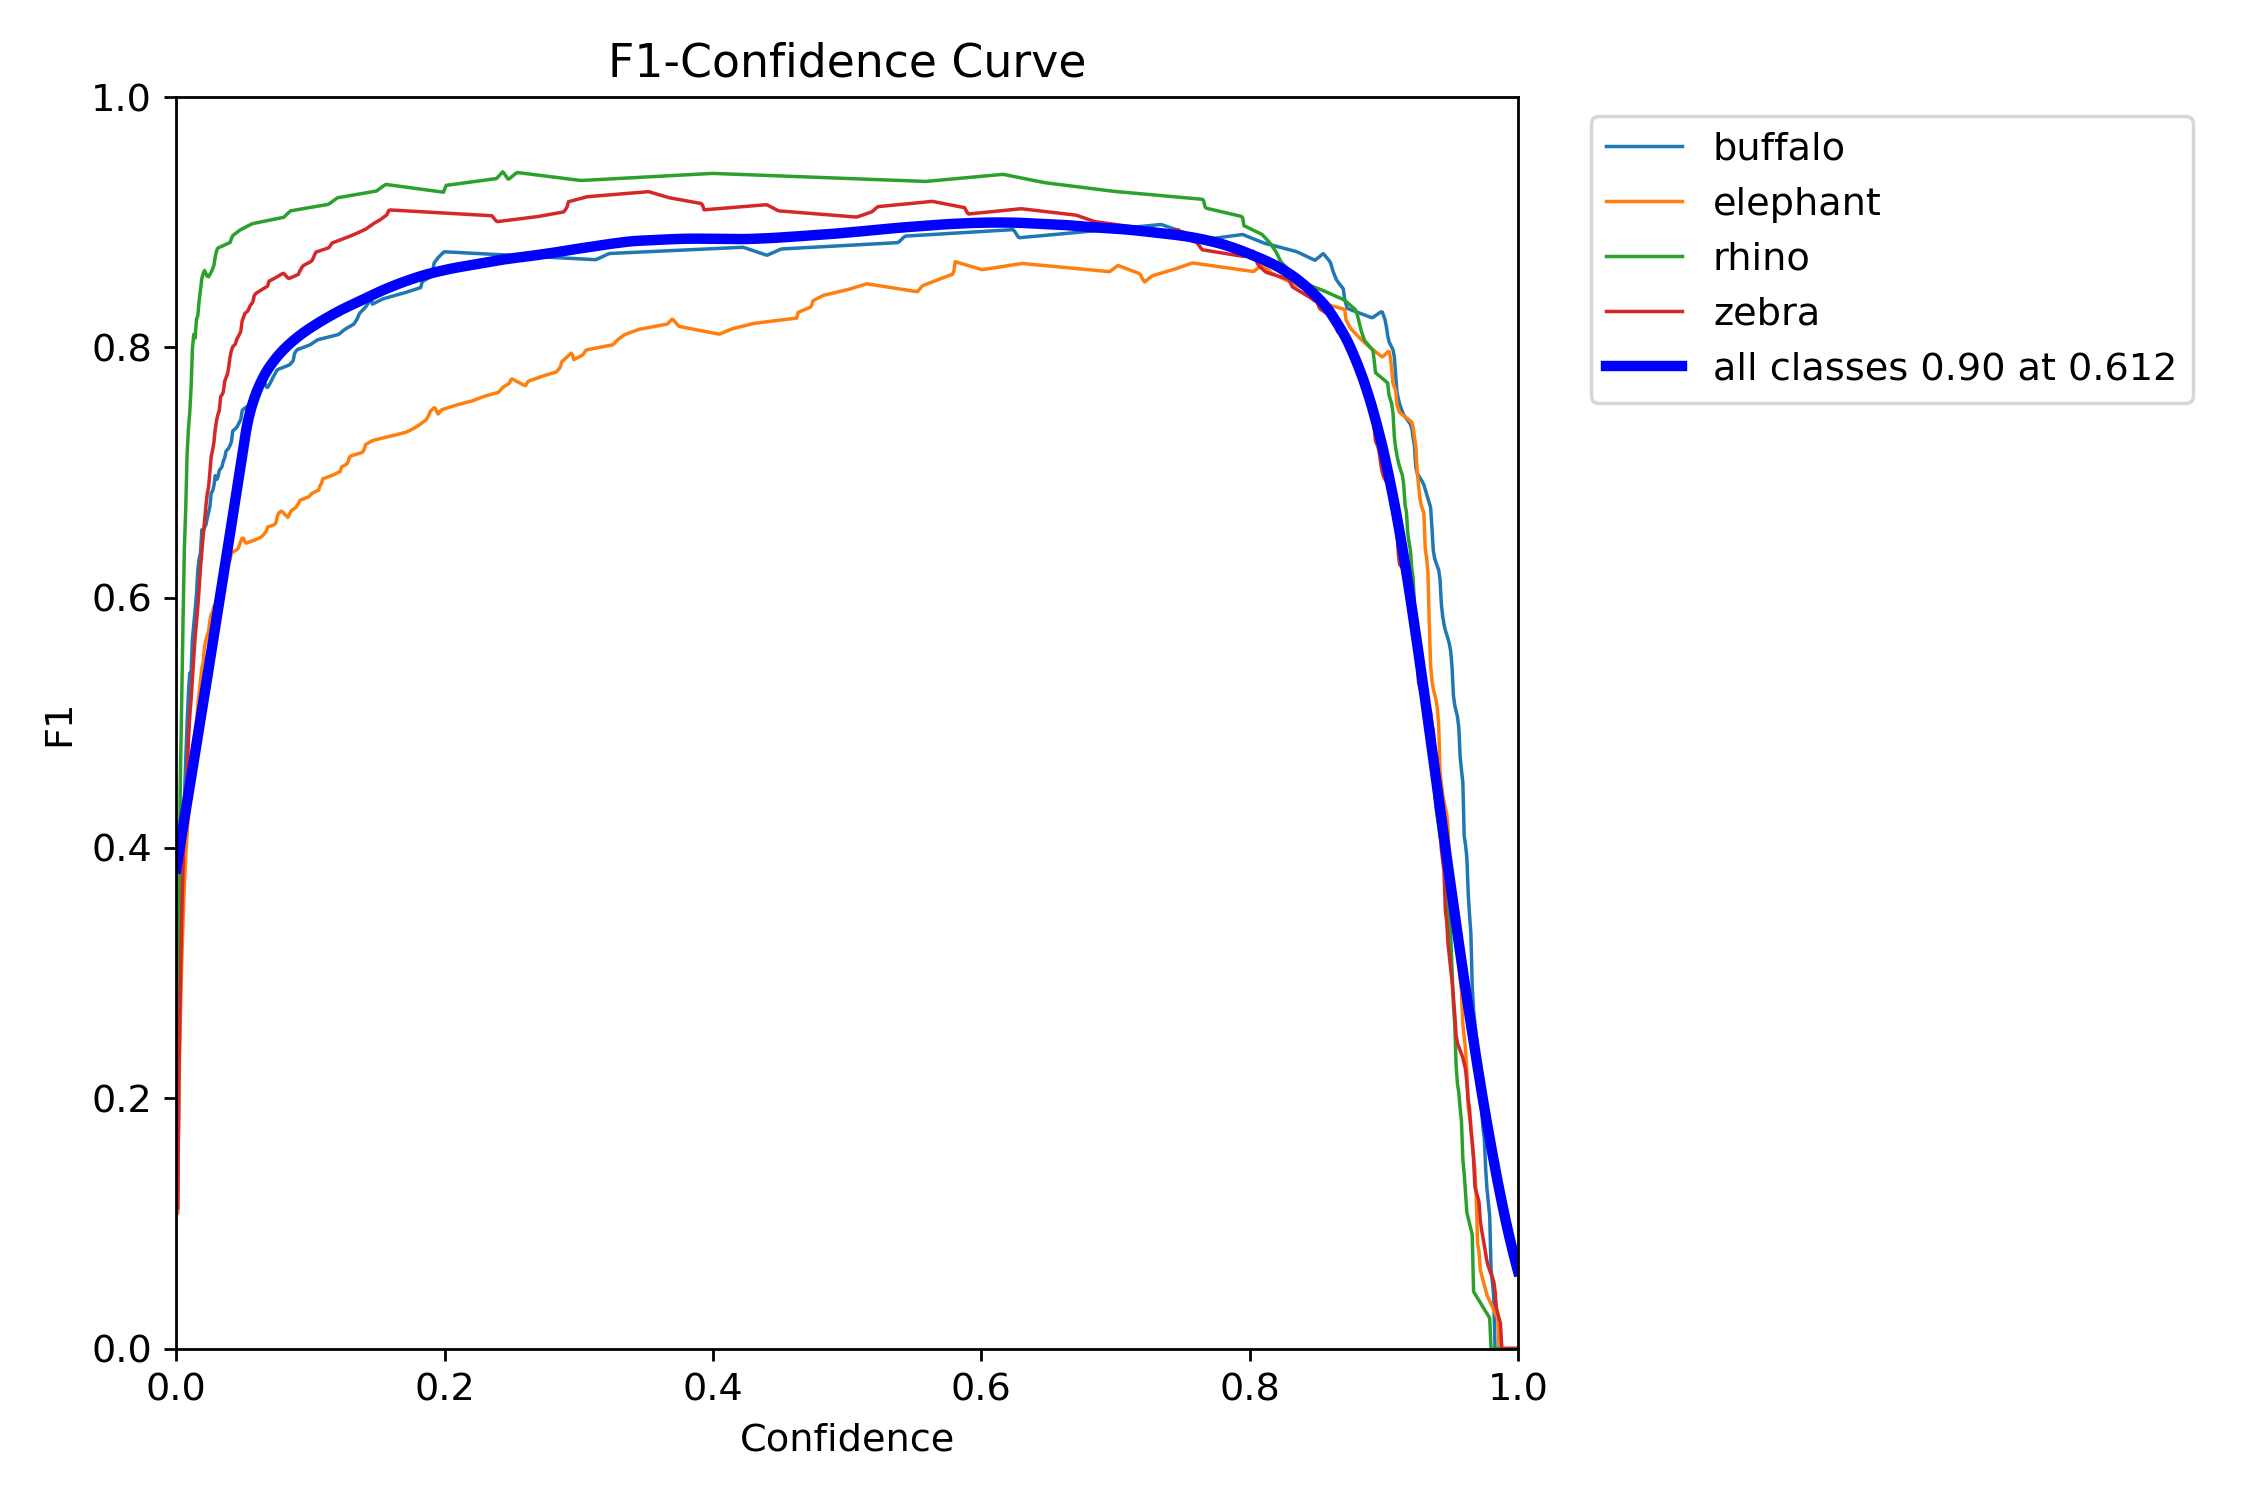 F1-Confidence Curve
1.0
0.8
0.6
0.4
0.2
0.0
F1
0.0 0.2 0.4 0.6 0.8 1.0
Confidence
buffalo
elephant
rhino
zebra
all classes 0.90 at 0.612